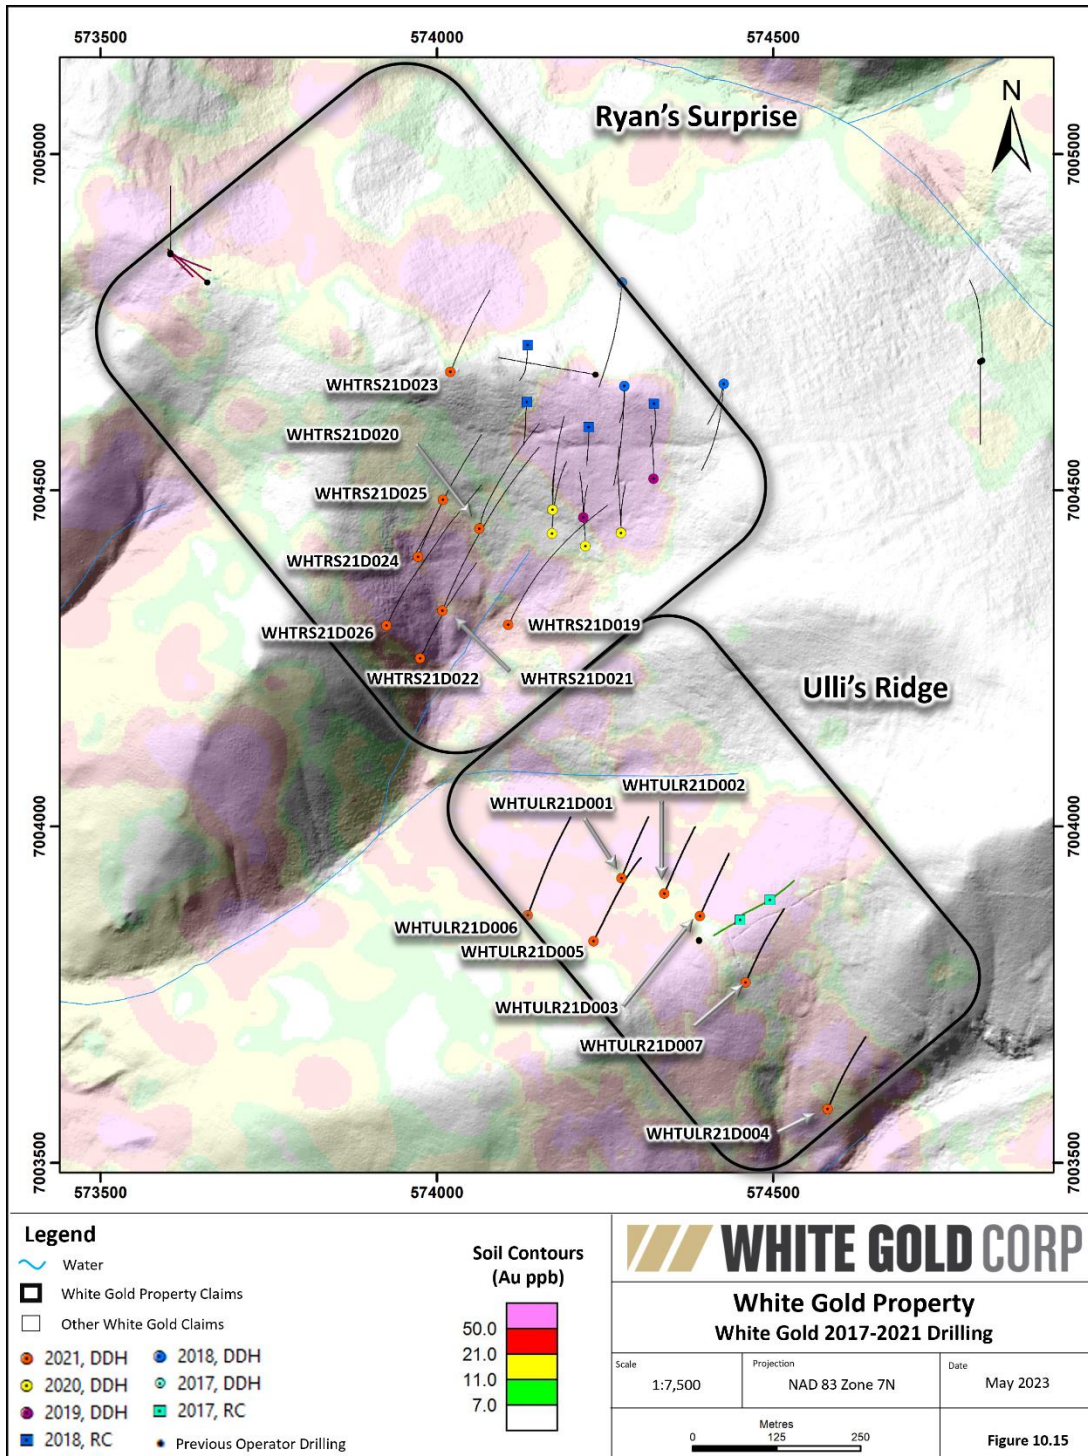 573500 574000 574500
Ryan's Surprise
N
7005000 7005000
WHTRS21D023
WHTRS21D020
WHTRS21D025
7004500 7004500
WHTRS21D024
WHTRS21D026
WHTRS21D019
WHTRS21D022
WHTRS21D021
Ulli's Ridge
WHTULR21D002
WHTULR21D001
7004000 7004000
WHTULR21D006
WHTULR21D005
WHTULR21D003
WHTULR21D007
WHTULR21D004
7003500 7003500
573500 574000 574500
Legend
Water
White Gold Property Claims
Other White Gold Claims
2021, DDH
2020, DDH
2019, DDH
2018, RC
2018, DDH
2017, DDH
2017, RC
Previous Operator Drilling
Soil Contours
(Au ppb)
50.0
21.0
11.0
7.0
WHITE GOLD CORP
White Gold Property
White Gold 2017-2021 Drilling
Scale
1:7,500
Projection
NAD 83 Zone 7N
Date
May 2023
Metres
0 125 250
Figure 10.15